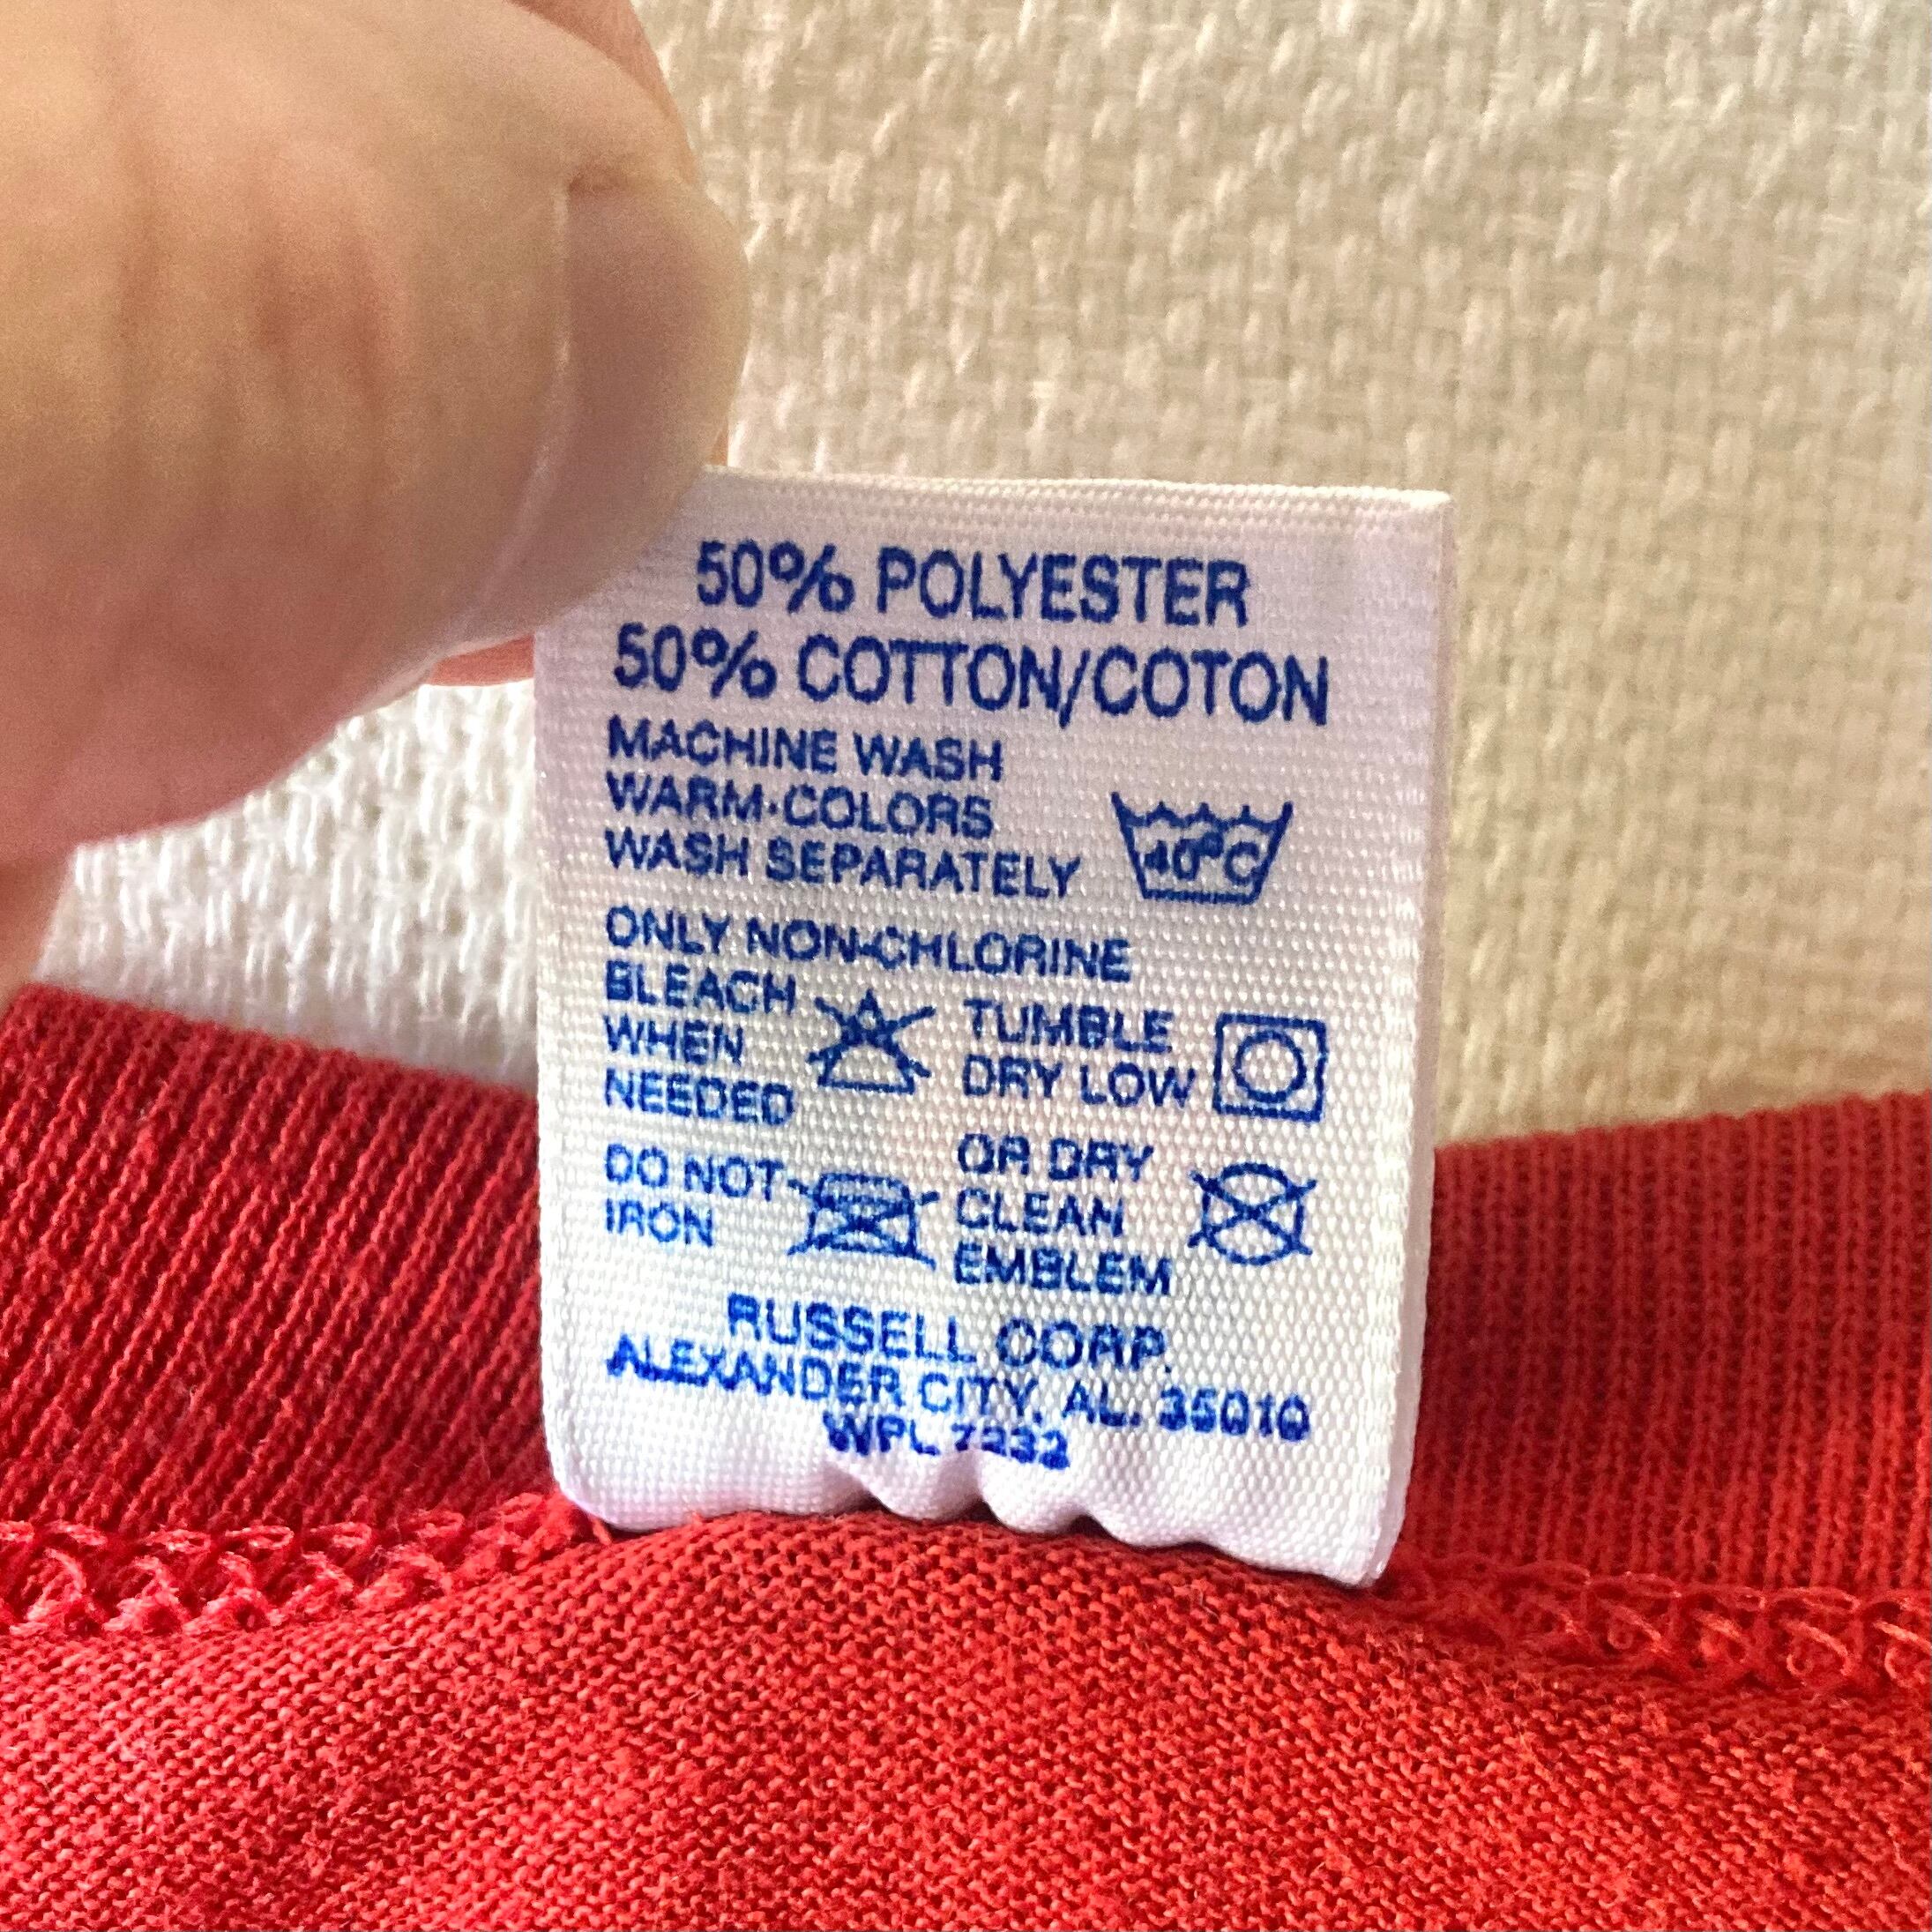 50% POLYESTER
50% COTTON/COTON
MACHINE WASH
WARM·COLORS
WASH SEPARATELY
40°C
ONLY NON-CHLORINE
BLEACH
WHEN
NEEDED
TUMBLE
DRY LOW
DO NOT
IRON
OR DRY
CLEAN
EMBLEM
RUSSELL CORP.
ALEXANDER CITY, AL. 35010
WPL